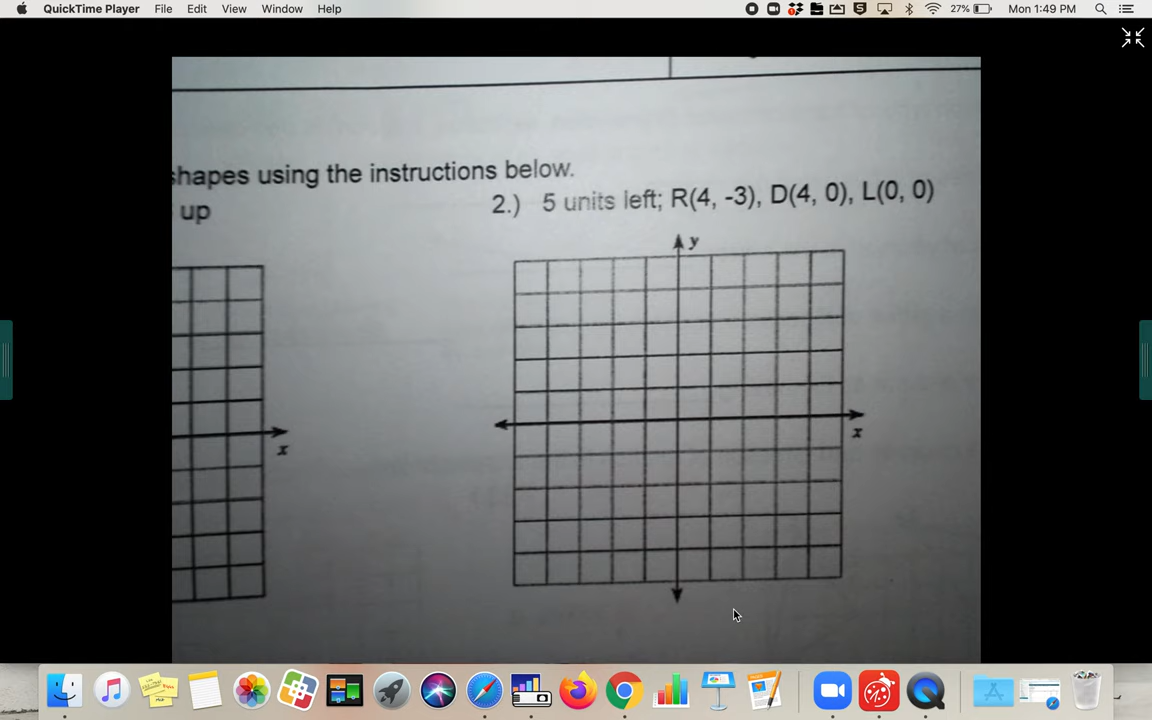 QuickTime Player File Edit View Window Help 27% Mon 1:49 PM
shapes using the instructions below.
up
2.) 5 units left; R(4, -3), D(4, 0), L(0, 0)
y
x
x